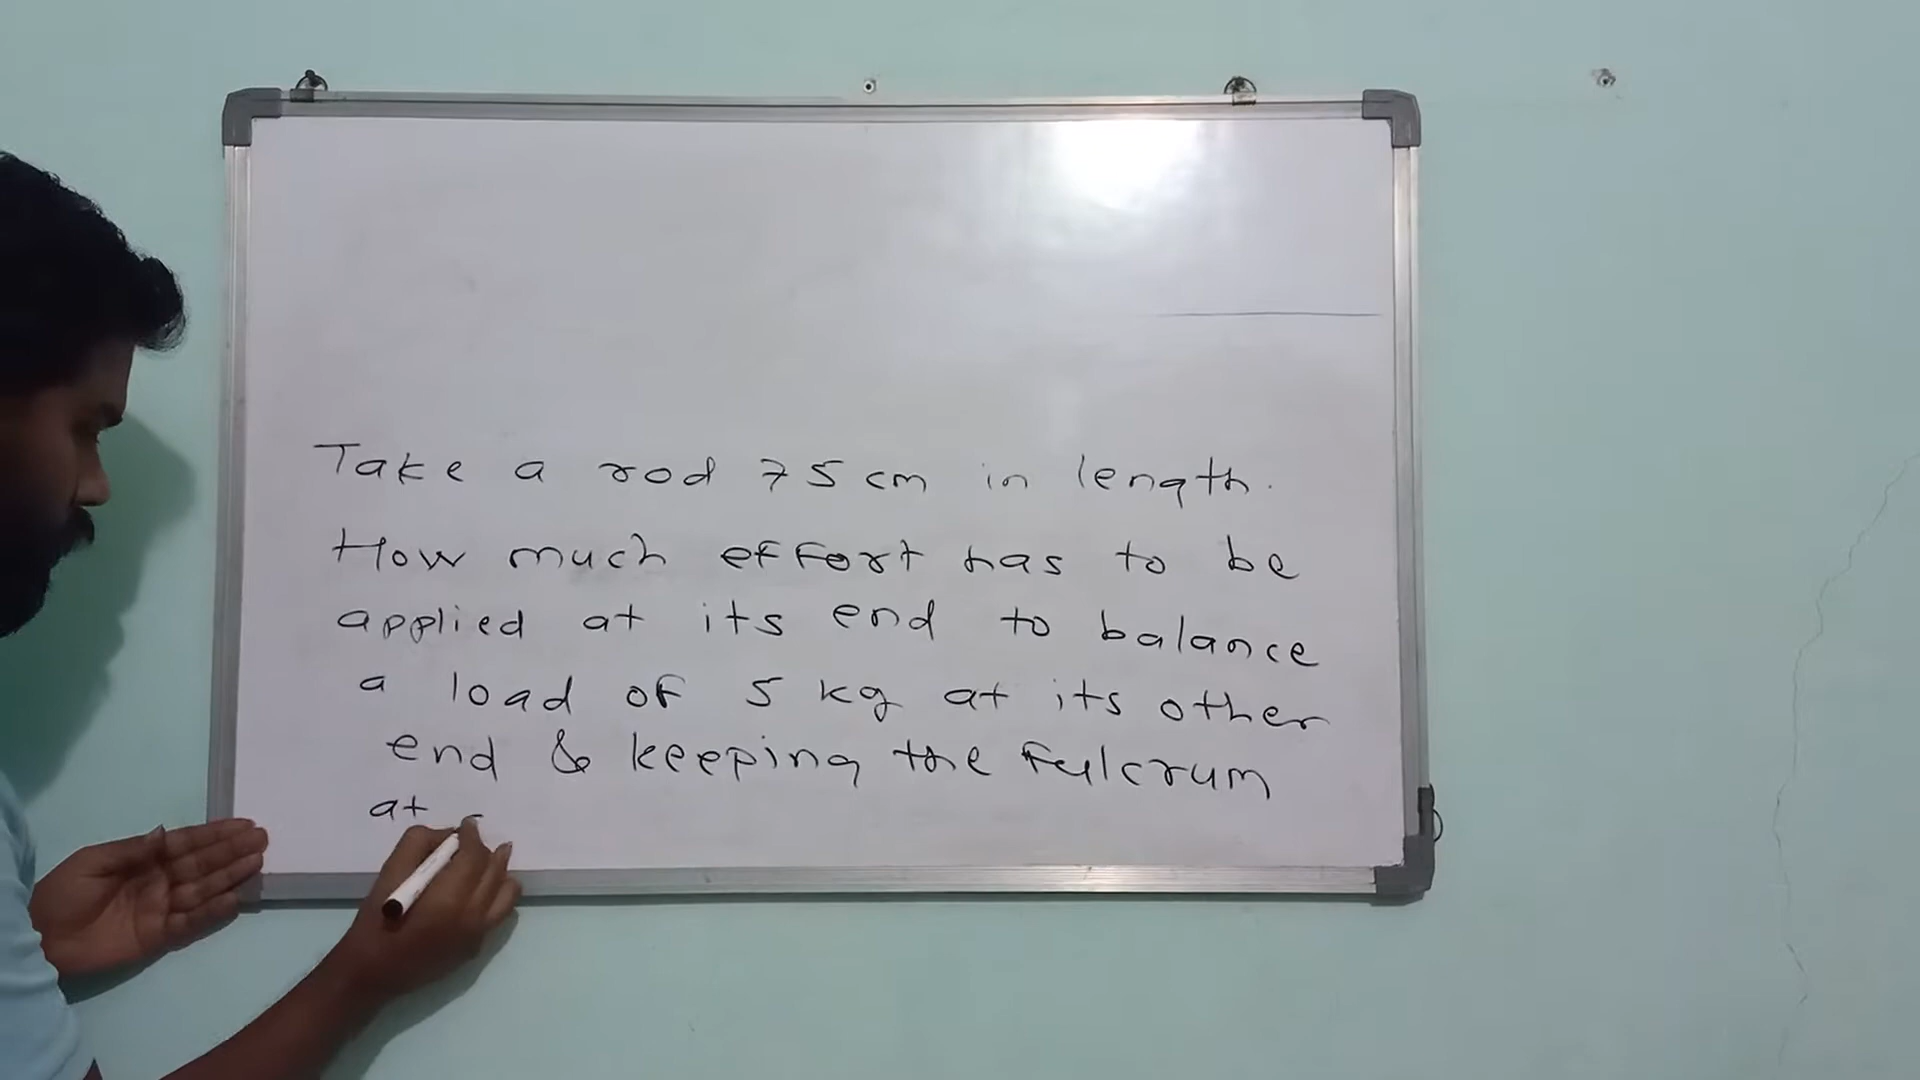 Take a rod 75 cm in length.
How much effort has to be
applied at its end to balance
a load of 5 kg at its other
end & keeping the fulcrum
at